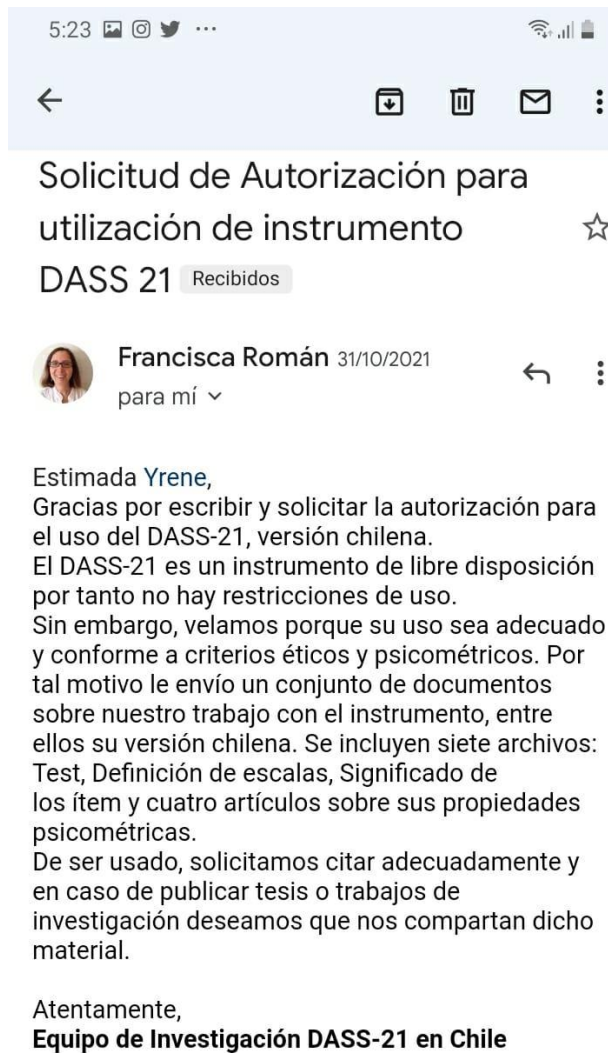 5:23
Solicitud de Autorización para
utilización de instrumento
DASS 21 Recibidos
Francisca Román 31/10/2021
para mí
Estimada Yrene,
Gracias por escribir y solicitar la autorización para
el uso del DASS-21, versión chilena.
El DASS-21 es un instrumento de libre disposición
por tanto no hay restricciones de uso.
Sin embargo, velamos porque su uso sea adecuado
y conforme a criterios éticos y psicométricos. Por
tal motivo le envío un conjunto de documentos
sobre nuestro trabajo con el instrumento, entre
ellos su versión chilena. Se incluyen siete archivos:
Test, Definición de escalas, Significado de
los ítem y cuatro artículos sobre sus propiedades
psicométricas.
De ser usado, solicitamos citar adecuadamente y
en caso de publicar tesis o trabajos de
investigación deseamos que nos compartan dicho
material.
Atentamente,
Equipo de Investigación DASS-21 en Chile